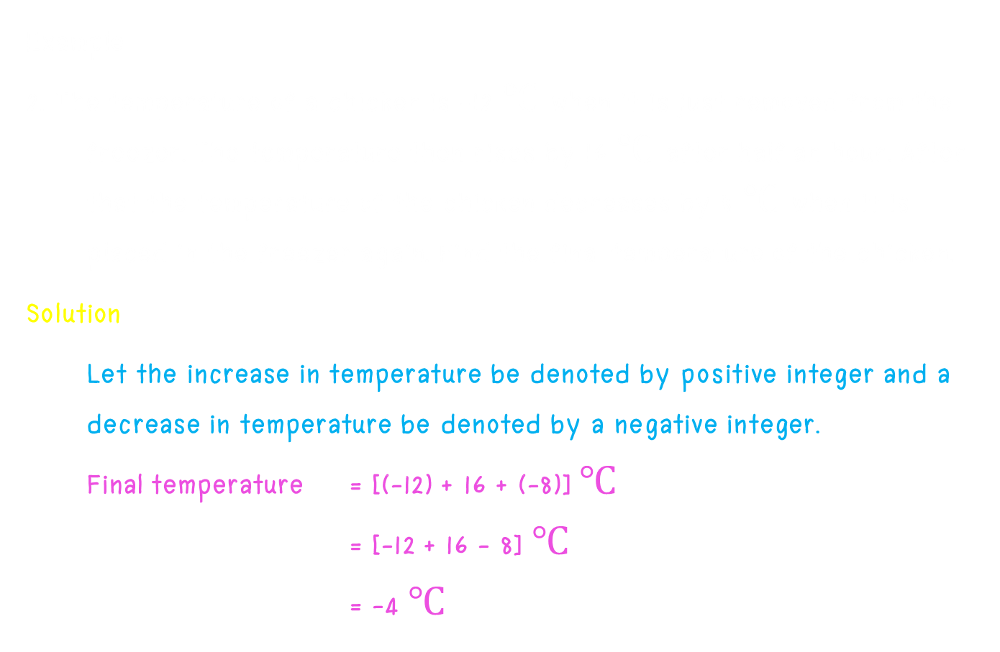 Solution
Let the increase in temperature be denoted by positive integer and a
decrease in temperature be denoted by a negative integer.
Final temperature = [(-12) + 16 + (-8)] °C
= [-12 + 16 - 8] °C
= -4 °C